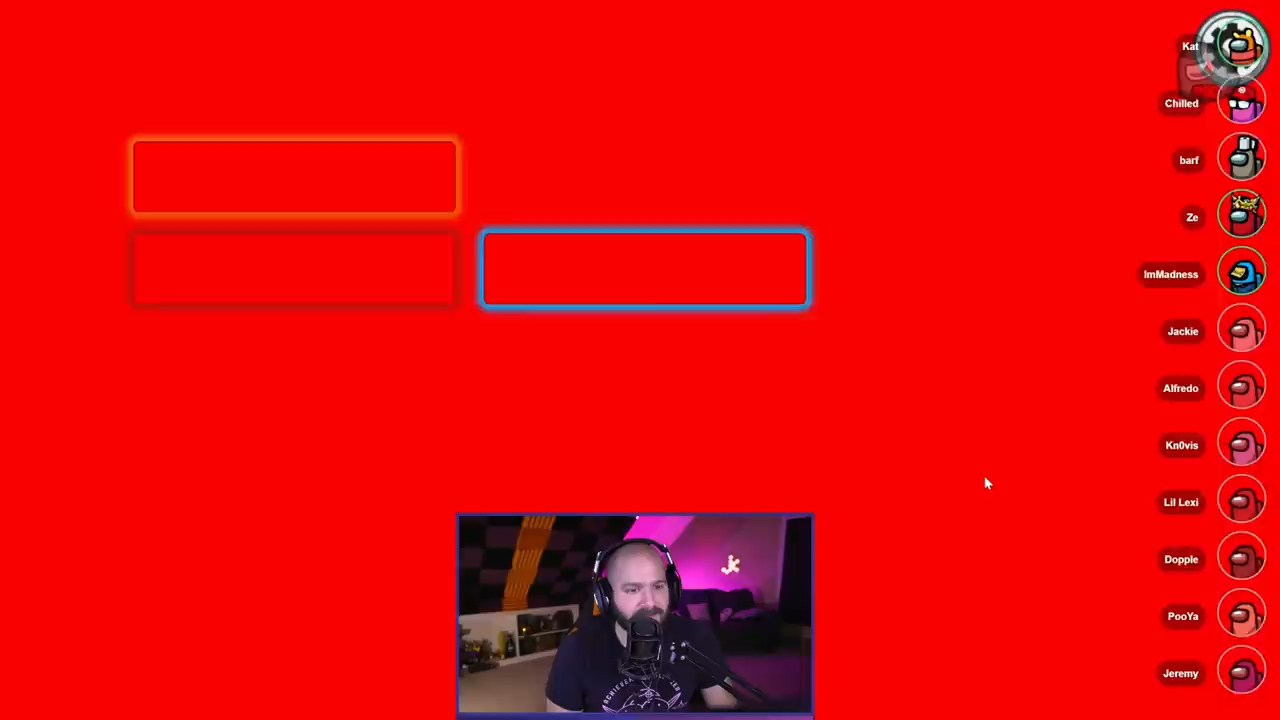 Kat
Chilled
barf
Ze
ImMadness
Jackie
Alfredo
Kn0vis
Lil Lexi
Dopple
PooYa
Jeremy